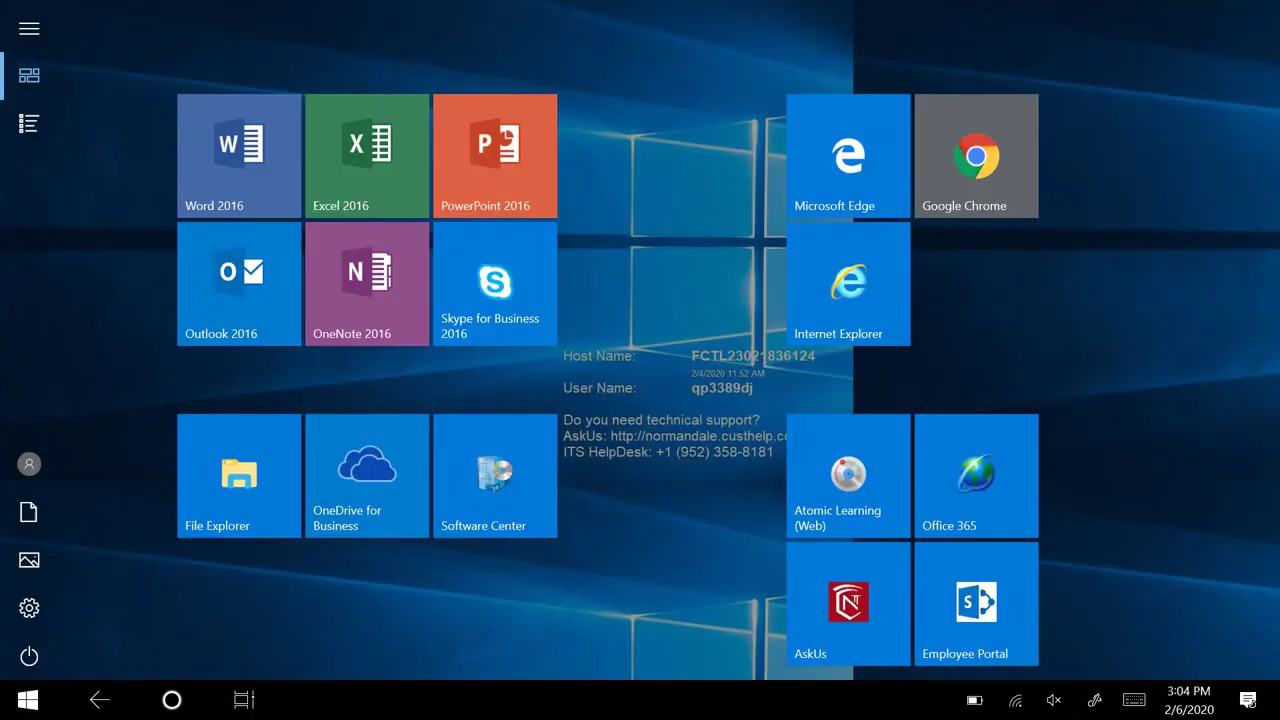 Word 2016
Excel 2016
PowerPoint 2016
Microsoft Edge
Google Chrome
Outlook 2016
OneNote 2016
Skype for Business
2016
Internet Explorer
Host Name: FCTL23021836124
2/4/2020 11:52 AM
User Name: qp3389dj
Do you need technical support?
AskUs: http://normandale.custhelp.c
ITS HelpDesk: +1 (952) 358-8181
File Explorer
OneDrive for
Business
Software Center
Atomic Learning
(Web)
Office 365
AskUs
Employee Portal
3:04 PM
2/6/2020